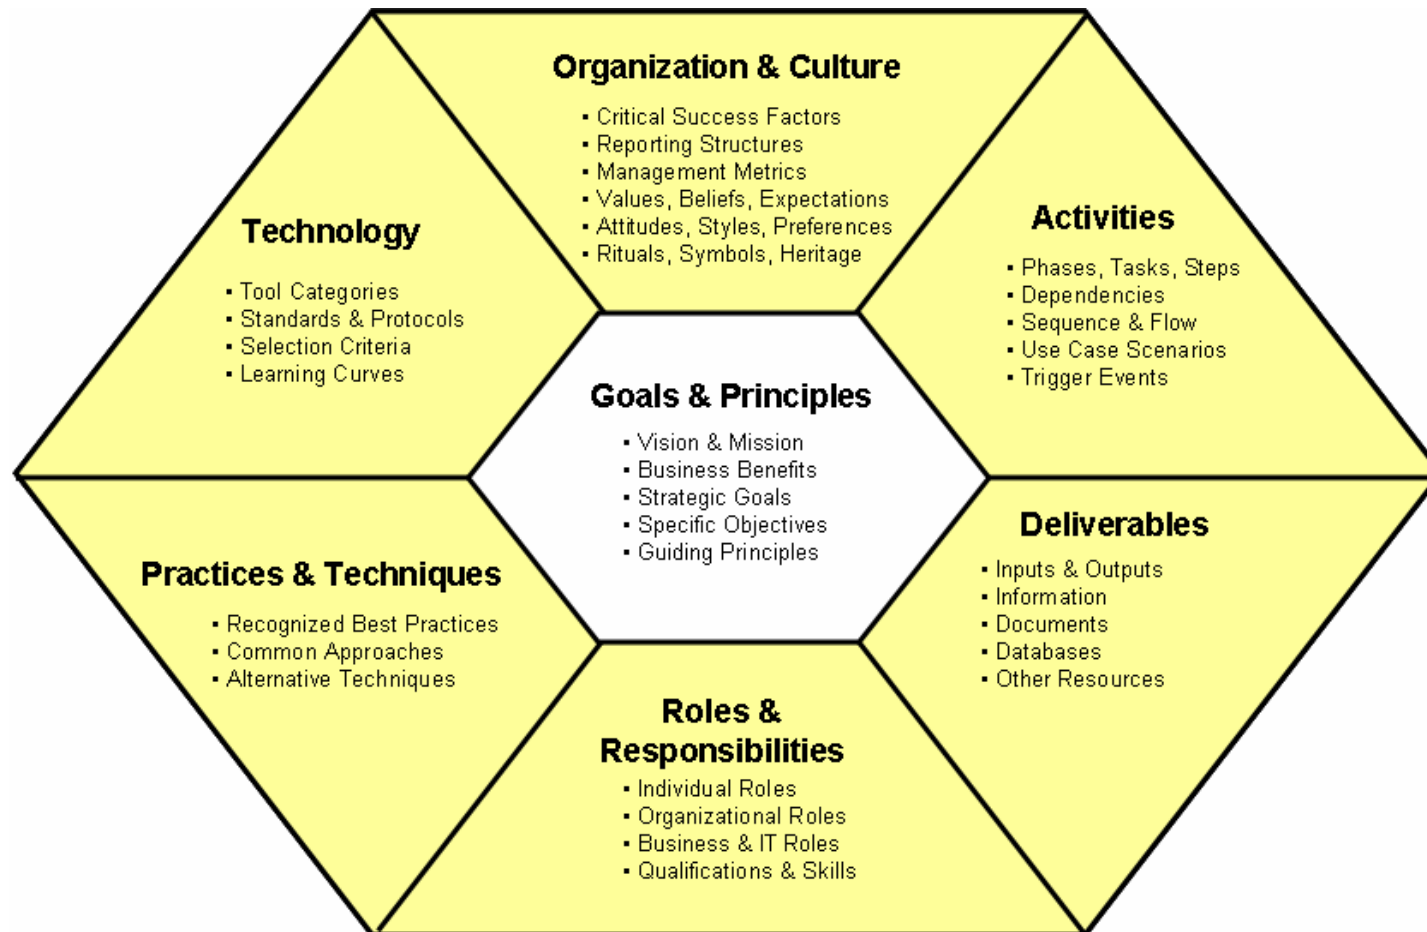 Organization & Culture
▪ Critical Success Factors
▪ Reporting Structures
▪ Management Metrics
▪ Values, Beliefs, Expectations
▪ Attitudes, Styles, Preferences
▪ Rituals, Symbols, Heritage
Technology
▪ Tool Categories
▪ Standards & Protocols
▪ Selection Criteria
▪ Learning Curves
Activities
▪ Phases, Tasks, Steps
▪ Dependencies
▪ Sequence & Flow
▪ Use Case Scenarios
▪ Trigger Events
Goals & Principles
▪ Vision & Mission
▪ Business Benefits
▪ Strategic Goals
▪ Specific Objectives
▪ Guiding Principles
Practices & Techniques
▪ Recognized Best Practices
▪ Common Approaches
▪ Alternative Techniques
Deliverables
▪ Inputs & Outputs
▪ Information
▪ Documents
▪ Databases
▪ Other Resources
Roles &
Responsibilities
▪ Individual Roles
▪ Organizational Roles
▪ Business & IT Roles
▪ Qualifications & Skills